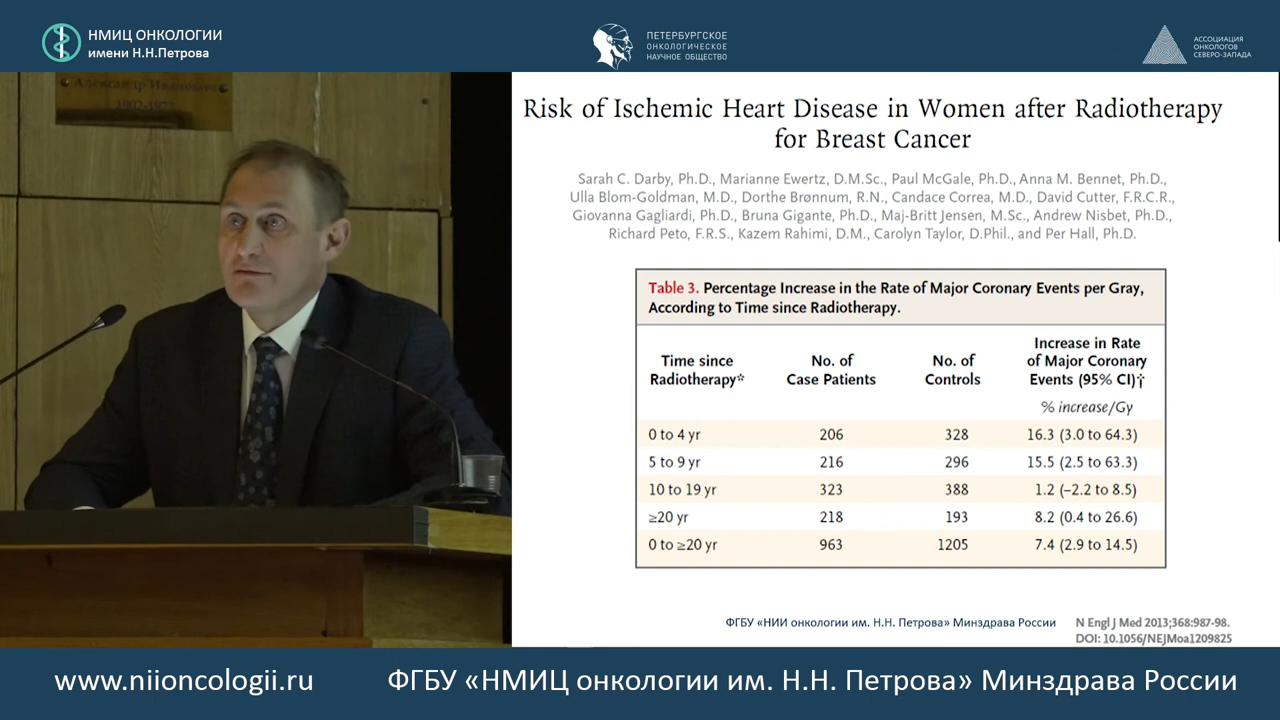 НМИЦ ОНКОЛОГИИ
имени Н.Н.Петрова
ПЕТЕРБУРГСКОЕ
ОНКОЛОГИЧЕСКОЕ
НАУЧНОЕ ОБЩЕСТВО
АССОЦИАЦИЯ
ОНКОЛОГОВ
СЕВЕРО-ЗАПАДА
Александр Иванович
1902-197
Risk of Ischemic Heart Disease in Women after Radiotherapy
for Breast Cancer
Sarah C. Darby, Ph.D., Marianne Ewertz, D.M.Sc., Paul McGale, Ph.D., Anna M. Bennet, Ph.D.,
Ulla Blom-Goldman, M.D., Dorthe Brønnum, R.N., Candace Correa, M.D., David Cutter, F.R.C.R.,
Giovanna Gagliardi, Ph.D., Bruna Gigante, Ph.D., Maj-Britt Jensen, M.Sc., Andrew Nisbet, Ph.D.,
Richard Peto, F.R.S., Kazem Rahimi, D.M., Carolyn Taylor, D.Phil., and Per Hall, Ph.D.
Table 3. Percentage Increase in the Rate of Major Coronary Events per Gray,
According to Time since Radiotherapy.
Time since Radiotherapy* No. of Case Patients No. of Controls Increase in Rate of Major Coronary Events (95% CI)†
% increase/Gy
0 to 4 yr 206 328 16.3 (3.0 to 64.3)
5 to 9 yr 216 296 15.5 (2.5 to 63.3)
10 to 19 yr 323 388 1.2 (−2.2 to 8.5)
≥20 yr 218 193 8.2 (0.4 to 26.6)
0 to ≥20 yr 963 1205 7.4 (2.9 to 14.5)
ФГБУ «НИИ онкологии им. Н.Н. Петрова» Минздрава России
N Engl J Med 2013;368:987-98.
DOI: 10.1056/NEJMoa1209825
www.niioncologii.ru ФГБУ «НМИЦ онкологии им. Н.Н. Петрова» Минздрава России